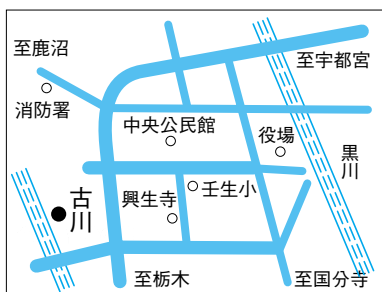 至鹿沼
至宇都宮
消防署
中央公民館
役場
黒川
古川
興生寺
壬生小
至栃木
至国分寺